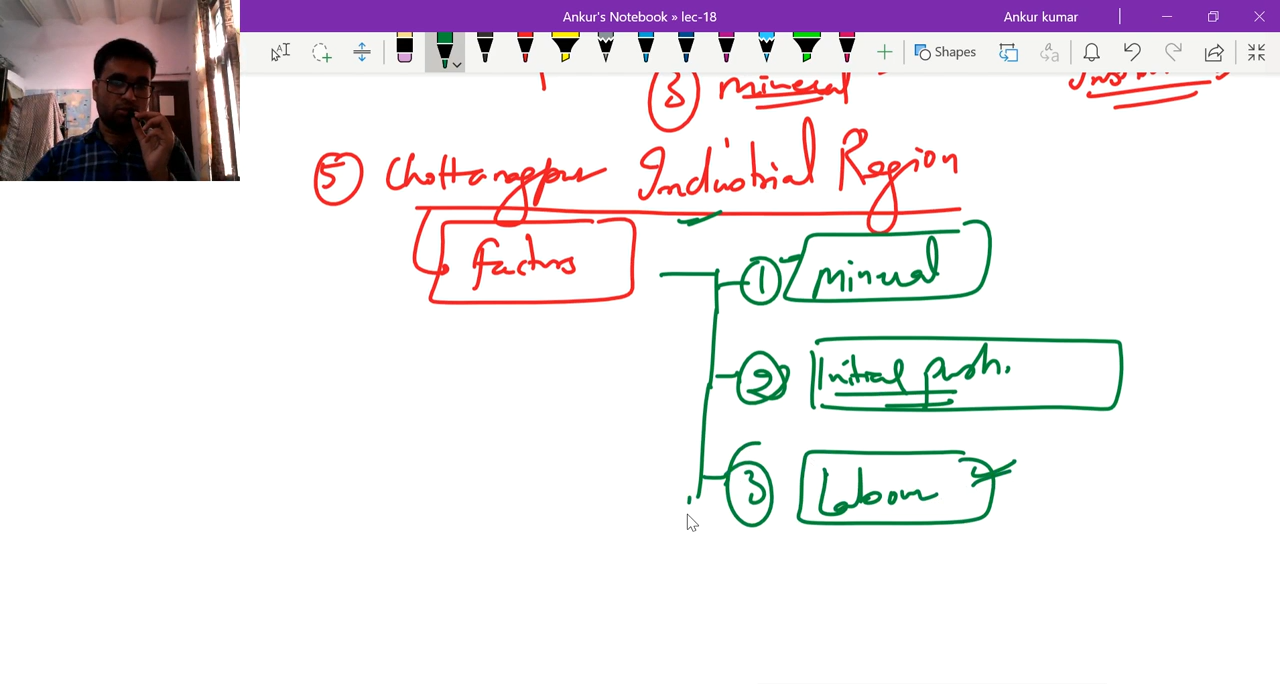 Ankur's Notebook » lec-18
Ankur kumar
Shapes
③ mineral
⑤ Chottanagpur Industrial Region
factors
① mineral
② Initial push.
③ Labour